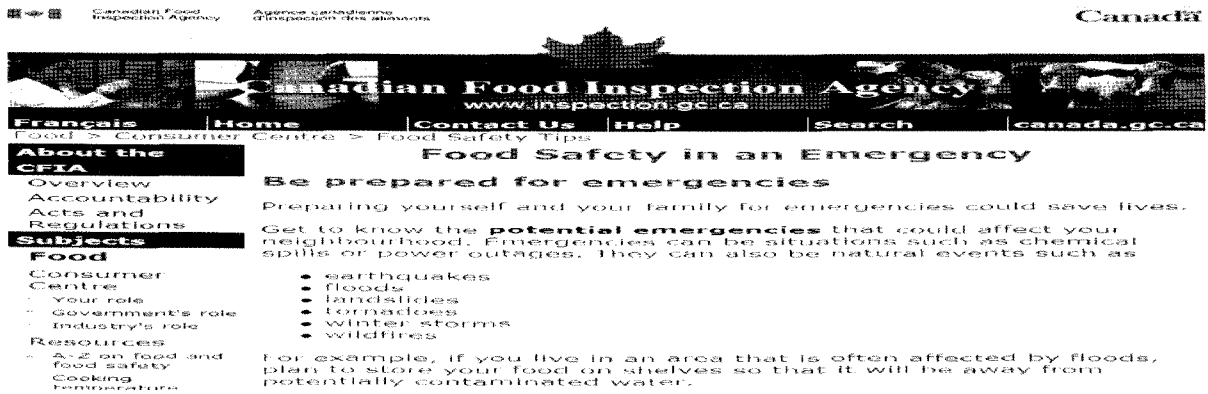 Canadian Food
Inspection Agency
Agence canadienne
d'inspection des aliments
Canada
Canadian Food Inspection Agency
www.inspection.gc.ca
Français
Home
Contact Us
Help
Search
canada.gc.ca
Food > Consumer Centre > Food Safety Tips
About the
CFIA
Overview
Accountability
Acts and
Regulations
Subjects
Food
Consumer
Centre
Your role
Government's role
Industry's role
Resources
A-Z on food and
food safety
Cooking
temperature
Food Safety in an Emergency
Be prepared for emergencies
Preparing yourself and your family for emergencies could save lives.
Get to know the potential emergencies that could affect your
neighbourhood. Emergencies can be situations such as chemical
spills or power outages. They can also be natural events such as
• earthquakes
• floods
• landslides
• tornadoes
• winter storms
• wildfires
For example, if you live in an area that is often affected by floods,
plan to store your food on shelves so that it will be away from
potentially contaminated water.